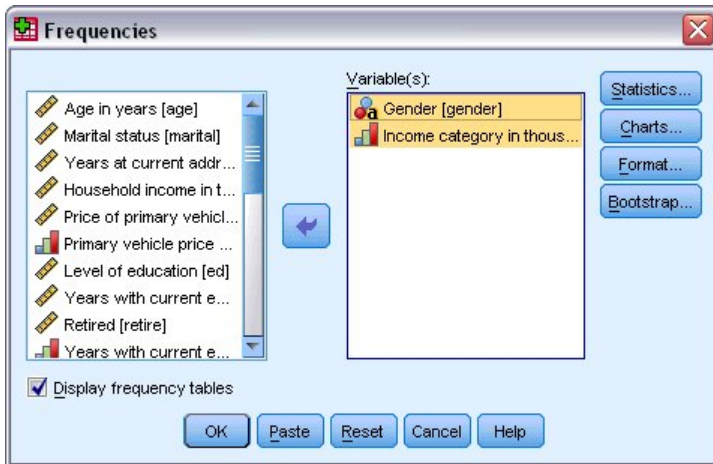 Frequencies
Age in years [age]
Marital status [marital]
Years at current addr...
Household income in t...
Price of primary vehicl...
Primary vehicle price ...
Level of education [ed]
Years with current e...
Retired [retire]
Years with current e...
Variable(s):
Gender [gender]
Income category in thous...
Statistics...
Charts...
Format...
Bootstrap...
Display frequency tables
OK
Paste
Reset
Cancel
Help